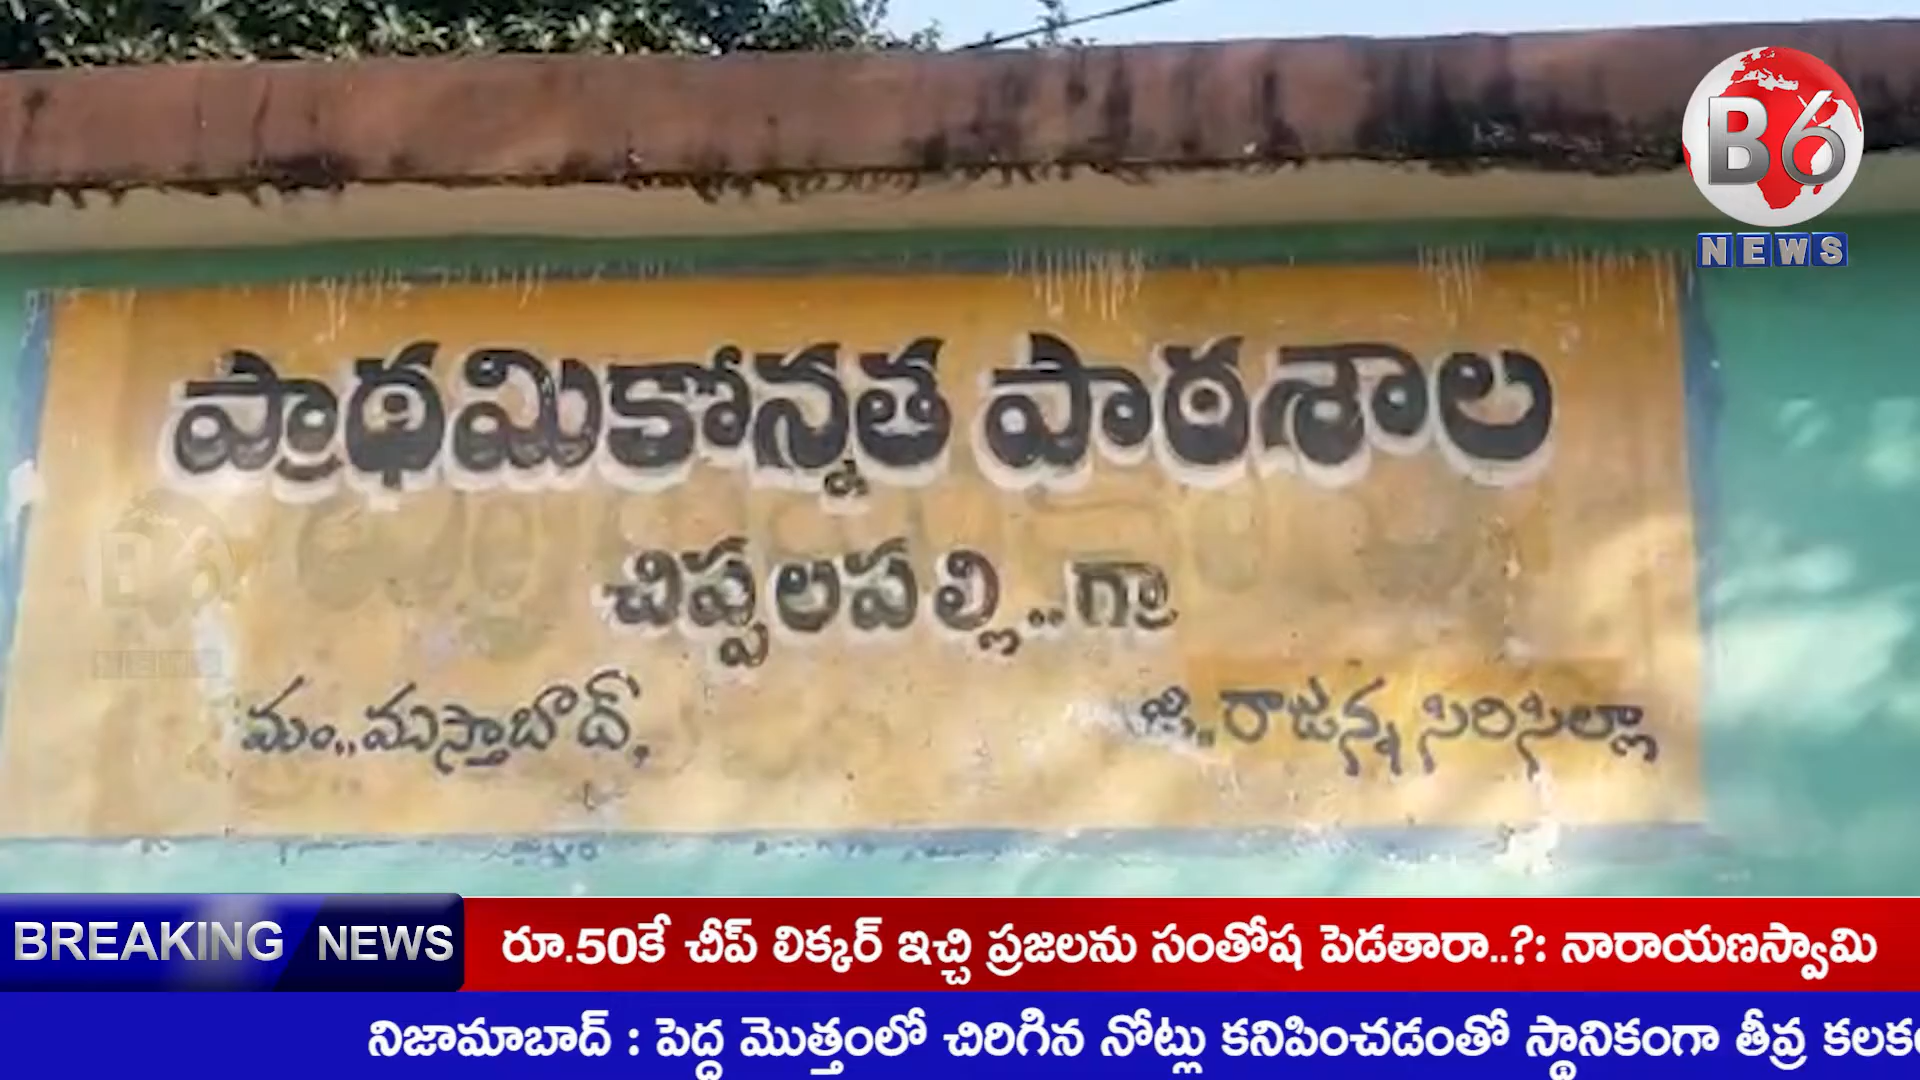 B6
NEWS
ప్రాథమికోన్నత పాఠశాల
చిప్పలపల్లి..గ్రా
మం..ముస్తాబాద్,
జి..రాజన్న సిరిసిల్లా
BREAKING NEWS
రూ.50కే చీప్ లిక్కర్ ఇచ్చి ప్రజలను సంతోష పెడతారా..?: నారాయణస్వామి
నిజామాబాద్ : పెద్ద మొత్తంలో చిరిగిన నోట్లు కనిపించడంతో స్థానికంగా తీవ్ర